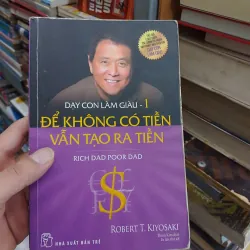 DẠY CON LÀM GIÀU - 1
ĐỂ KHÔNG CÓ TIỀN
VẪN TẠO RA TIỀN
RICH DAD POOR DAD
$
ROBERT T. KIYOSAKI
NHÀ XUẤT BẢN TRẺ